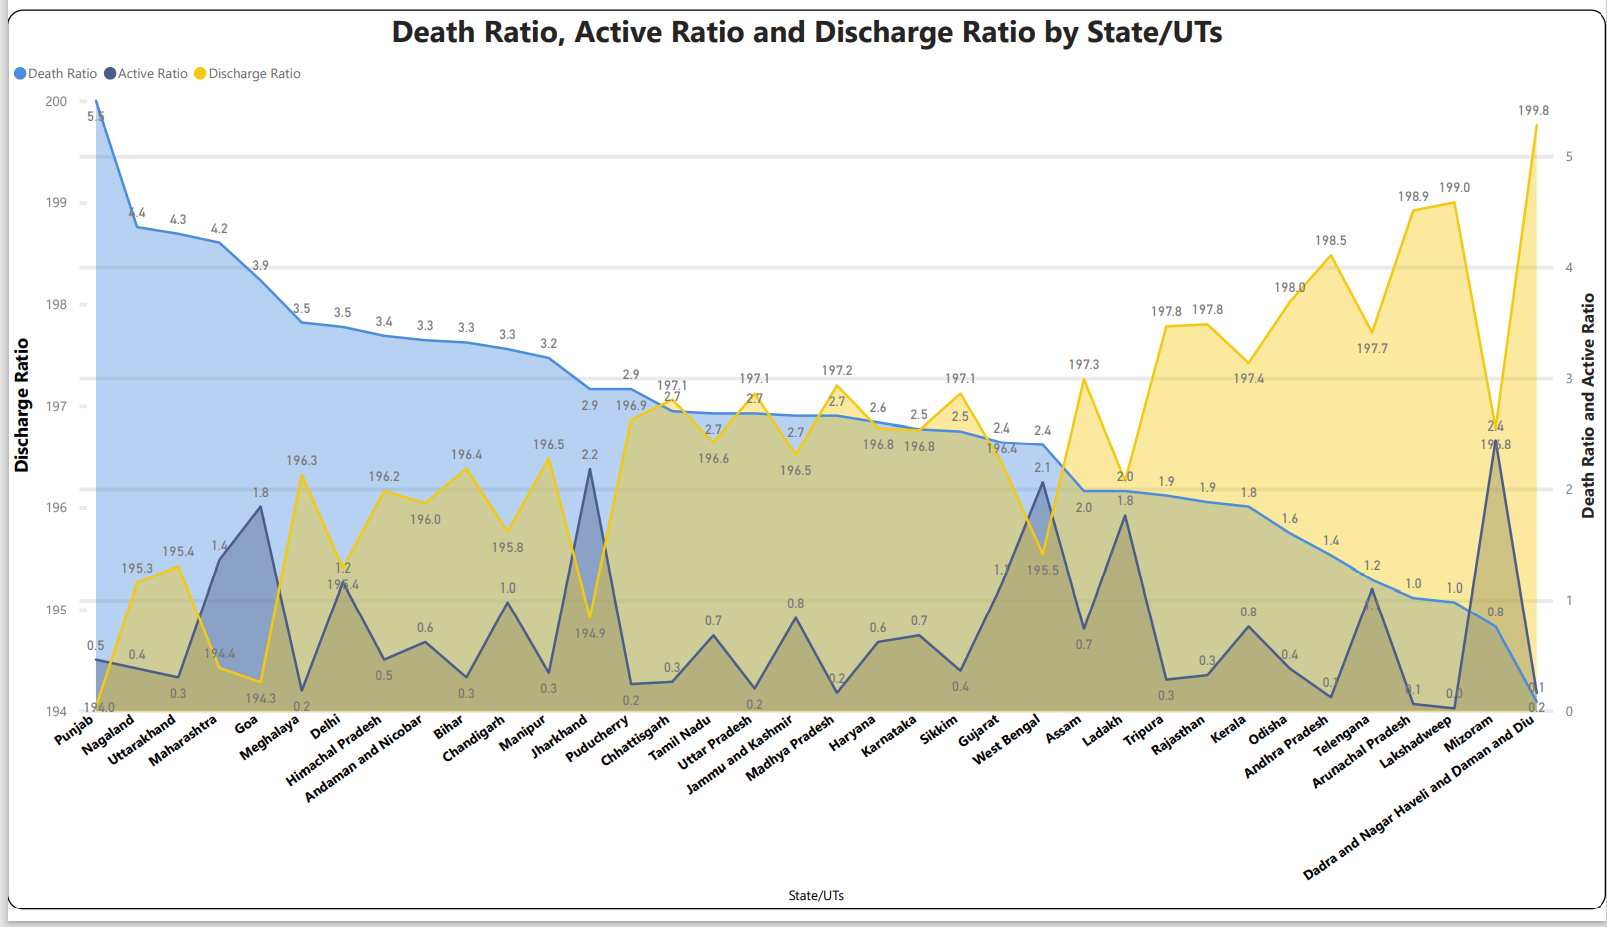 Death Ratio, Active Ratio and Discharge Ratio by State/UTs
Death Ratio Active Ratio Discharge Ratio
Discharge Ratio
200
199
198
197
196
195
194
5.5
4.4
4.3
4.2
3.9
3.5
3.5
3.4
3.3
3.3
3.3
3.2
2.9
2.9
2.7
2.7
2.7
2.7
2.7
2.6
2.5
2.5
2.4
2.4
2.0
2.0
1.9
1.9
1.8
1.6
1.4
1.2
1.0
1.0
0.8
0.1
0.5
0.4
0.3
1.4
1.8
0.2
1.2
0.5
0.6
0.3
1.0
0.3
2.2
0.2
0.3
0.7
0.2
0.8
0.2
0.6
0.7
0.4
1.1
2.1
0.7
1.8
0.3
0.3
0.8
0.4
0.1
1.1
0.1
0.0
2.4
0.2
194.0
195.3
195.4
194.4
194.3
196.3
195.4
196.2
196.0
196.4
195.8
196.5
194.9
196.9
197.1
196.6
197.1
196.5
197.2
196.8
196.8
197.1
196.4
195.5
197.3
197.8
197.8
197.4
198.0
198.5
197.7
198.9
199.0
196.8
199.8
5
4
3
2
1
0
Death Ratio and Active Ratio
Punjab
Nagaland
Uttarakhand
Maharashtra
Goa
Meghalaya
Delhi
Himachal Pradesh
Andaman and Nicobar
Bihar
Chandigarh
Manipur
Jharkhand
Puducherry
Chhattisgarh
Tamil Nadu
Uttar Pradesh
Jammu and Kashmir
Madhya Pradesh
Haryana
Karnataka
Sikkim
Gujarat
West Bengal
Assam
Ladakh
Tripura
Rajasthan
Kerala
Odisha
Andhra Pradesh
Telengana
Arunachal Pradesh
Lakshadweep
Mizoram
Dadra and Nagar Haveli and Daman and Diu
State/UTs